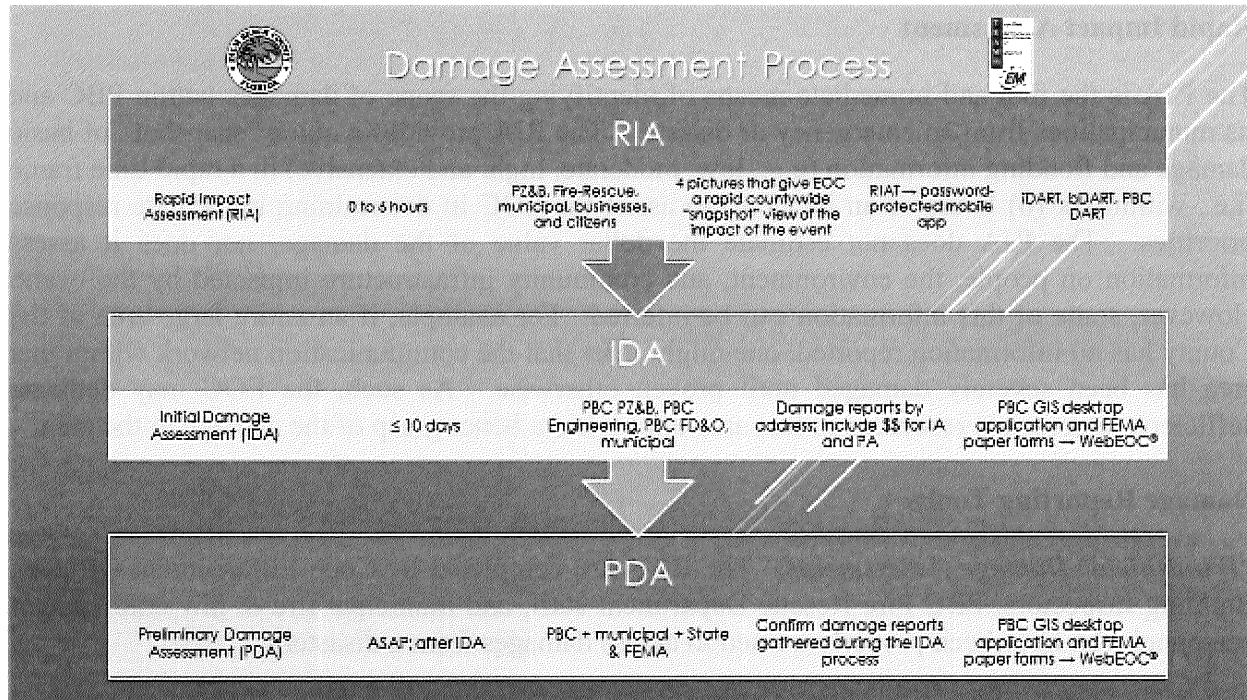 Damage Assessment Process
RIA
Rapid Impact
Assessment (RIA)
0 to 6 hours
PZ&B, Fire-Rescue,
municipal, businesses,
and citizens
4 pictures that give EOC
a rapid countywide
"snapshot" view of the
impact of the event
RIAT→ password-
protected mobile
app
iDART, bDART, PBC
DART
IDA
Initial Damage
Assessment (IDA)
≤ 10 days
PBC PZ&B, PBC
Engineering, PBC FD&O,
municipal
Damage reports by
address; include $$ for IA
and PA
PBC GIS desktop
application and FEMA
paper forms → WebEOC®
PDA
Preliminary Damage
Assessment (PDA)
ASAP; after IDA
PBC + municipal + State
& FEMA
Confirm damage reports
gathered during the IDA
process
PBC GIS desktop
application and FEMA
paper forms → WebEOC®
FLORIDA
EM